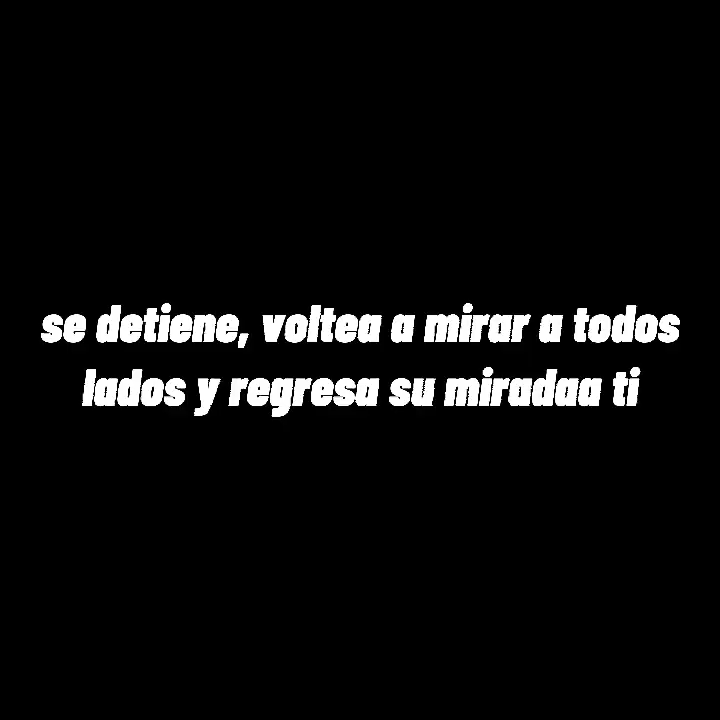 se detiene, voltea a mirar a todos
lados y regresa su miradaa ti